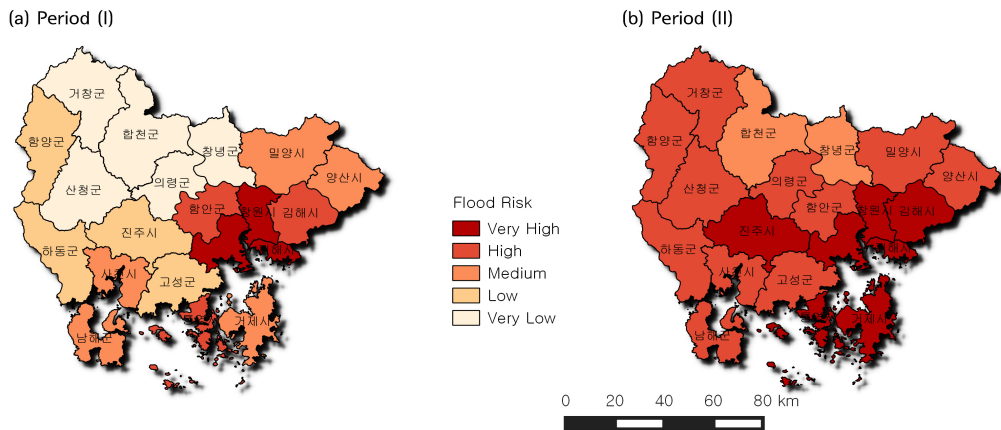 (a) Period (I)
(b) Period (II)
거창군
함양군
합천군
창녕군
밀양시
산청군
의령군
양산시
함안군
창원시
김해시
진주시
하동군
고성군
거제시
남해군
Flood Risk
Very High
High
Medium
Low
Very Low
거창군
함양군
합천군
창녕군
밀양시
산청군
의령군
양산시
함안군
창원시
김해시
진주시
하동군
고성군
거제시
남해군
0 20 40 60 80 km